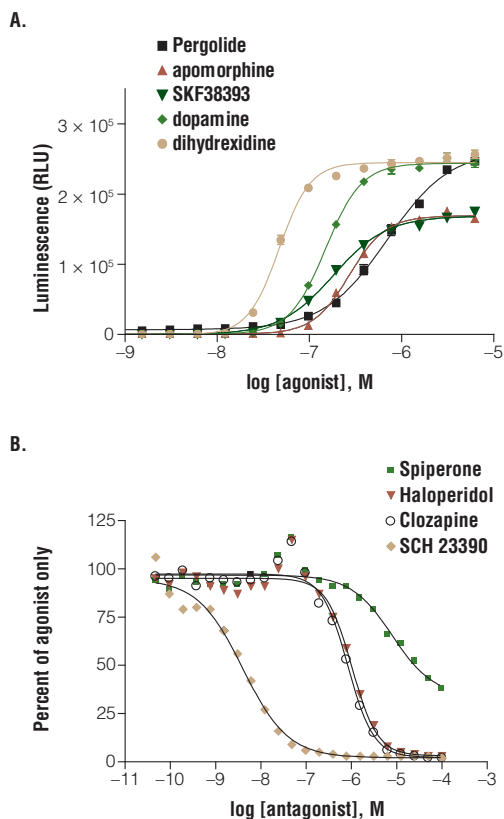 A.
Pergolide
apomorphine
SKF38393
dopamine
dihydrexidine
Luminescence (RLU)
3 × 10⁵
2 × 10⁵
1 × 10⁵
0
−9 −8 −7 −6 −5
log [agonist], M
B.
Spiperone
Haloperidol
Clozapine
SCH 23390
Percent of agonist only
125
100
75
50
25
0
−11 −10 −9 −8 −7 −6 −5 −4 −3
log [antagonist], M